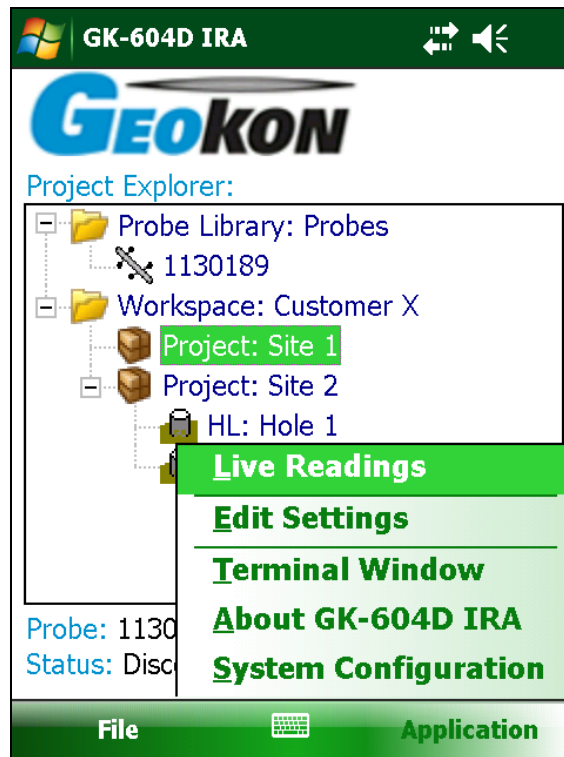 GK-604D IRA
GEOKON
Project Explorer:
Probe Library: Probes
1130189
Workspace: Customer X
Project: Site 1
Project: Site 2
HL: Hole 1
Live Readings
Edit Settings
Terminal Window
Probe: 1130
About GK-604D IRA
Status: Disc
System Configuration
File
Application